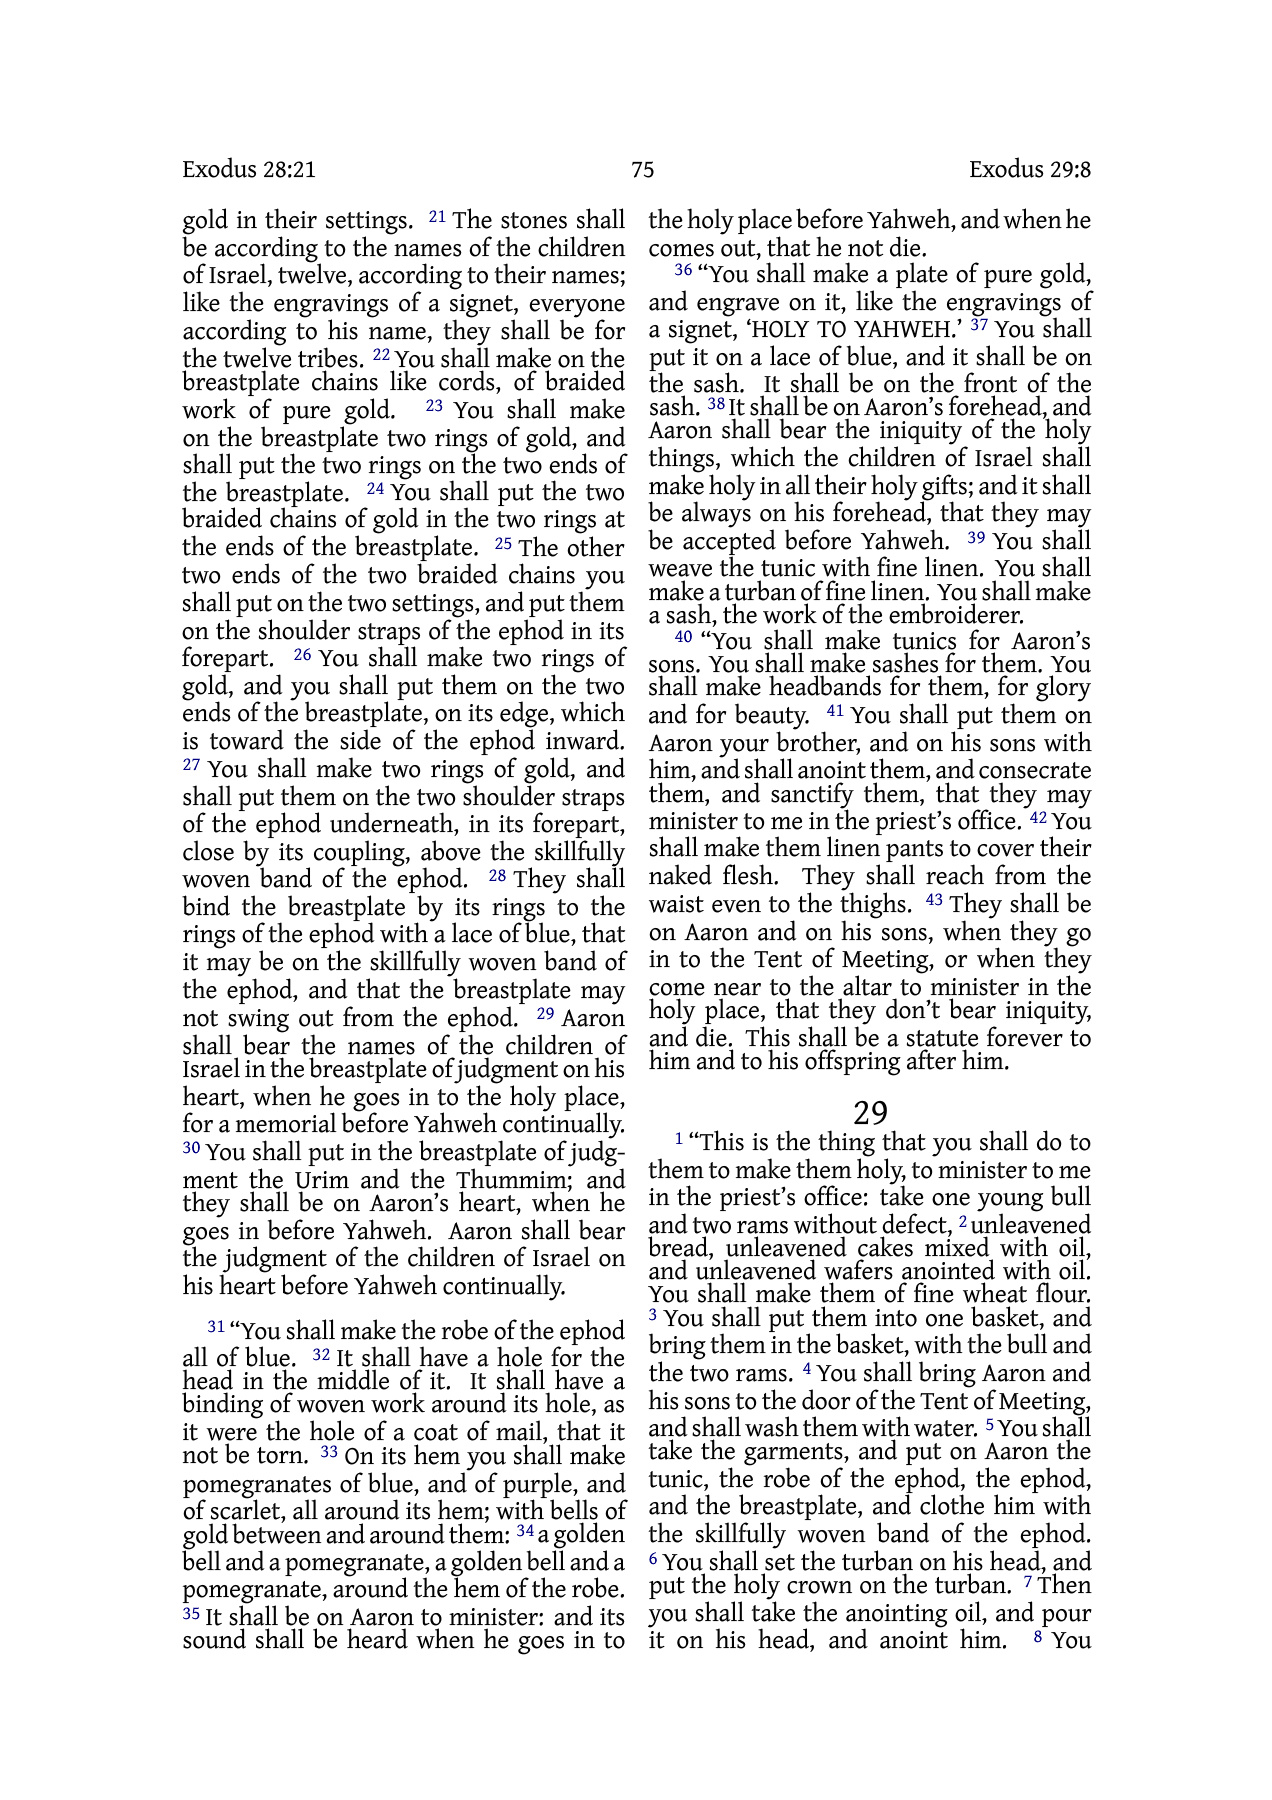 Exodus 28:21 75 Exodus 29:8
gold in their settings. 21 The stones shall
be according to the names of the children
of Israel, twelve, according to their names;
like the engravings of a signet, everyone
according to his name, they shall be for
the twelve tribes. 22 You shall make on the
breastplate chains like cords, of braided
work of pure gold. 23 You shall make
on the breastplate two rings of gold, and
shall put the two rings on the two ends of
the breastplate. 24 You shall put the two
braided chains of gold in the two rings at
the ends of the breastplate. 25 The other
two ends of the two braided chains you
shall put on the two settings, and put them
on the shoulder straps of the ephod in its
forepart. 26 You shall make two rings of
gold, and you shall put them on the two
ends of the breastplate, on its edge, which
is toward the side of the ephod inward.
27 You shall make two rings of gold, and
shall put them on the two shoulder straps
of the ephod underneath, in its forepart,
close by its coupling, above the skillfully
woven band of the ephod. 28 They shall
bind the breastplate by its rings to the
rings of the ephod with a lace of blue, that
it may be on the skillfully woven band of
the ephod, and that the breastplate may
not swing out from the ephod. 29 Aaron
shall bear the names of the children of
Israel in the breastplate of judgment on his
heart, when he goes in to the holy place,
for a memorial before Yahweh continually.
30 You shall put in the breastplate of judg-
ment the Urim and the Thummim; and
they shall be on Aaron’s heart, when he
goes in before Yahweh. Aaron shall bear
the judgment of the children of Israel on
his heart before Yahweh continually.
31 “You shall make the robe of the ephod
all of blue. 32 It shall have a hole for the
head in the middle of it. It shall have a
binding of woven work around its hole, as
it were the hole of a coat of mail, that it
not be torn. 33 On its hem you shall make
pomegranates of blue, and of purple, and
of scarlet, all around its hem; with bells of
gold between and around them: 34 a golden
bell and a pomegranate, a golden bell and a
pomegranate, around the hem of the robe.
35 It shall be on Aaron to minister: and its
sound shall be heard when he goes in to
the holy place before Yahweh, and when he
comes out, that he not die.
36 “You shall make a plate of pure gold,
and engrave on it, like the engravings of
a signet, ‘HOLY TO YAHWEH.’ 37 You shall
put it on a lace of blue, and it shall be on
the sash. It shall be on the front of the
sash. 38 It shall be on Aaron’s forehead, and
Aaron shall bear the iniquity of the holy
things, which the children of Israel shall
make holy in all their holy gifts; and it shall
be always on his forehead, that they may
be accepted before Yahweh. 39 You shall
weave the tunic with fine linen. You shall
make a turban of fine linen. You shall make
a sash, the work of the embroiderer.
40 “You shall make tunics for Aaron’s
sons. You shall make sashes for them. You
shall make headbands for them, for glory
and for beauty. 41 You shall put them on
Aaron your brother, and on his sons with
him, and shall anoint them, and consecrate
them, and sanctify them, that they may
minister to me in the priest’s office. 42 You
shall make them linen pants to cover their
naked flesh. They shall reach from the
waist even to the thighs. 43 They shall be
on Aaron and on his sons, when they go
in to the Tent of Meeting, or when they
come near to the altar to minister in the
holy place, that they don’t bear iniquity,
and die. This shall be a statute forever to
him and to his offspring after him.
29
1 “This is the thing that you shall do to
them to make them holy, to minister to me
in the priest’s office: take one young bull
and two rams without defect, 2 unleavened
bread, unleavened cakes mixed with oil,
and unleavened wafers anointed with oil.
You shall make them of fine wheat flour.
3 You shall put them into one basket, and
bring them in the basket, with the bull and
the two rams. 4 You shall bring Aaron and
his sons to the door of the Tent of Meeting,
and shall wash them with water. 5 You shall
take the garments, and put on Aaron the
tunic, the robe of the ephod, the ephod,
and the breastplate, and clothe him with
the skillfully woven band of the ephod.
6 You shall set the turban on his head, and
put the holy crown on the turban. 7 Then
you shall take the anointing oil, and pour
it on his head, and anoint him. 8 You